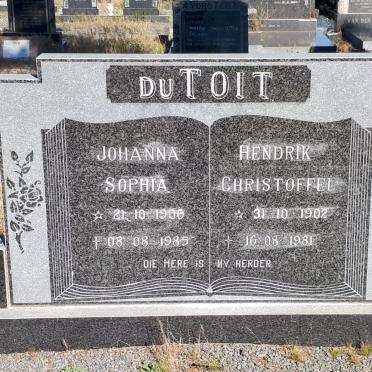 DU TOIT
JOHANNA
SOPHIA
☆ 21·10·1906
† 08·08·1985
HENDRIK
CHRISTOFFEL
☆ 31·10·1902
† 16·08·1981
DIE HERE IS MY HERDER